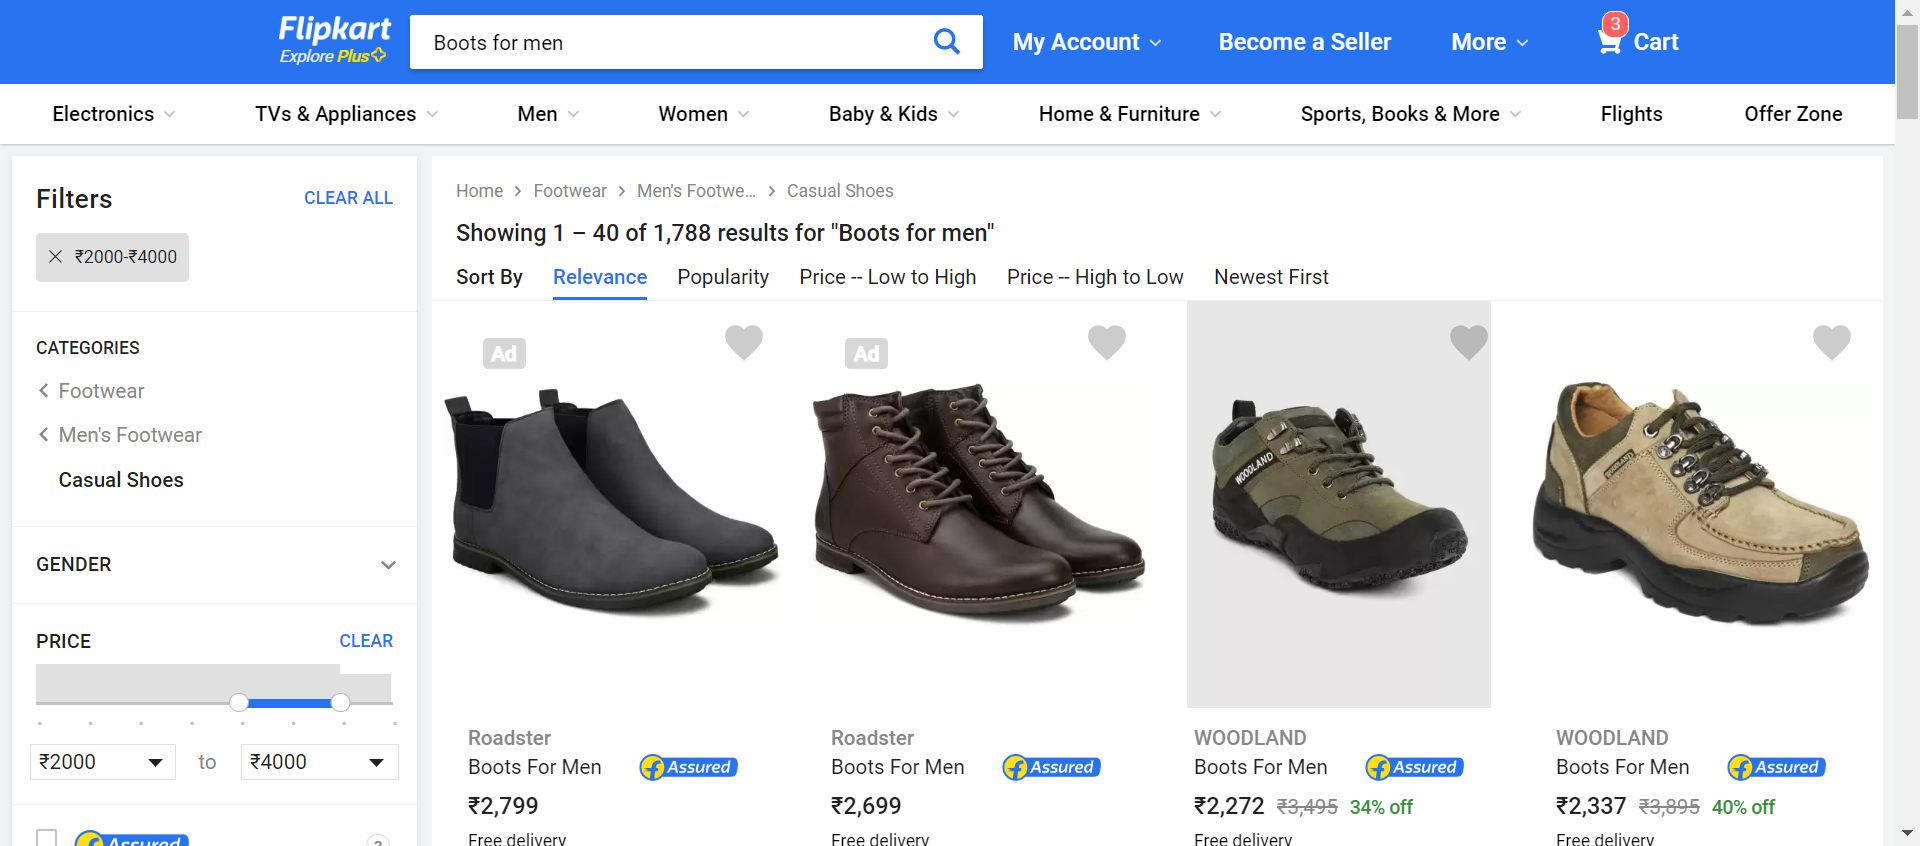 Flipkart
Explore Plus
Boots for men
My Account
Become a Seller
More
3
Cart
Electronics
TVs & Appliances
Men
Women
Baby & Kids
Home & Furniture
Sports, Books & More
Flights
Offer Zone
Filters
CLEAR ALL
₹2000-₹4000
CATEGORIES
Footwear
Men's Footwear
Casual Shoes
GENDER
PRICE
CLEAR
₹2000
to
₹4000
Assured
?
Home
Footwear
Men's Footwe...
Casual Shoes
Showing 1 – 40 of 1,788 results for "Boots for men"
Sort By
Relevance
Popularity
Price -- Low to High
Price -- High to Low
Newest First
Ad
Roadster
Boots For Men
Assured
₹2,799
Free delivery
Ad
Roadster
Boots For Men
Assured
₹2,699
Free delivery
WOODLAND
WOODLAND
Boots For Men
Assured
₹2,272 ₹3,495 34% off
Free delivery
WOODLAND
WOODLAND
Boots For Men
Assured
₹2,337 ₹3,895 40% off
Free delivery